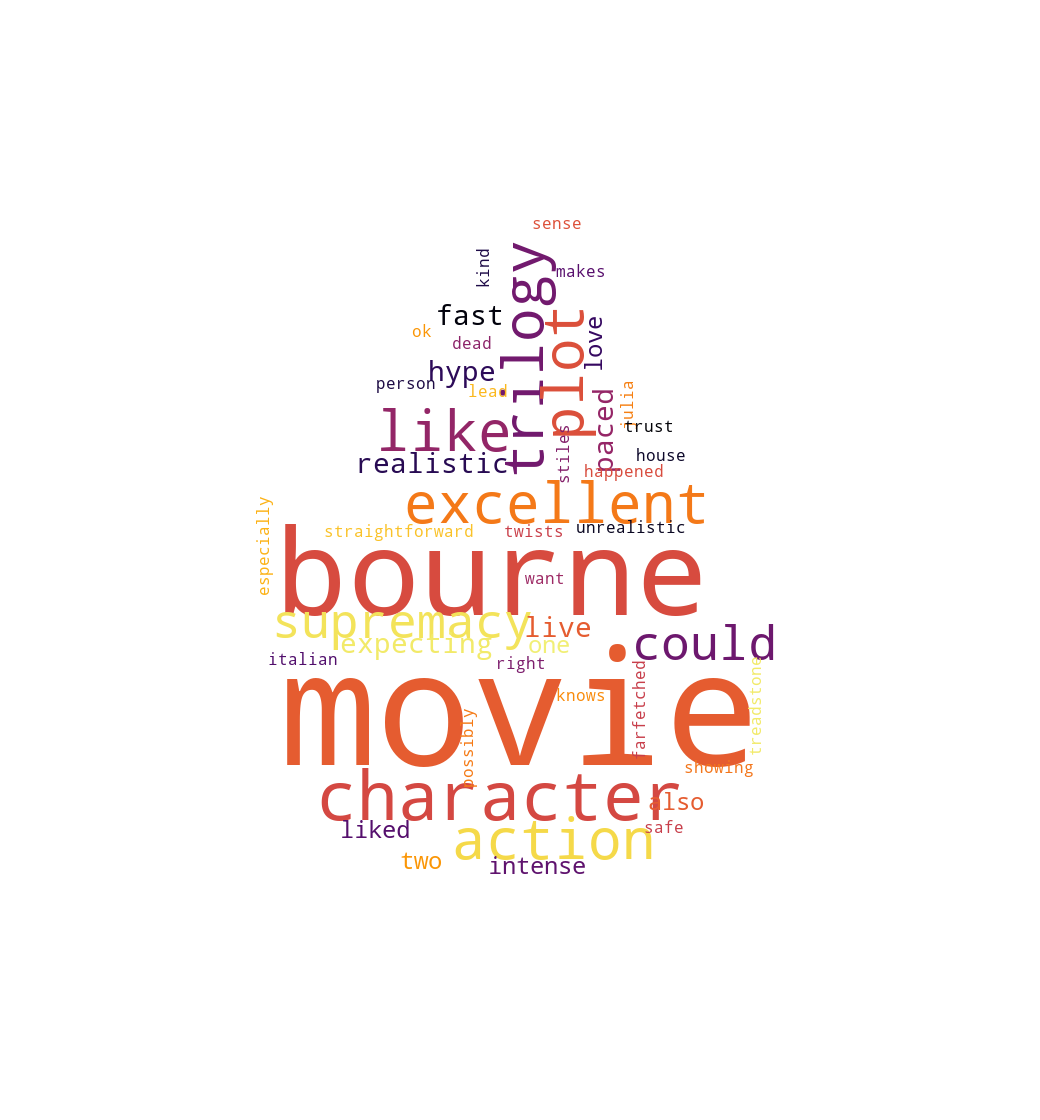 sense
kind
makes
trilogy
fast
plot
love
ok
dead
hype
person
lead
julia
paced
like
trust
stiles
realistic
house
happened
excellent
especially
straightforward
twists
unrealistic
bourne
want
supremacy
live
could
expecting
one
italian
right
farfetched
treadstone
movie
knows
possibly
showing
character
also
liked
action
safe
two
intense